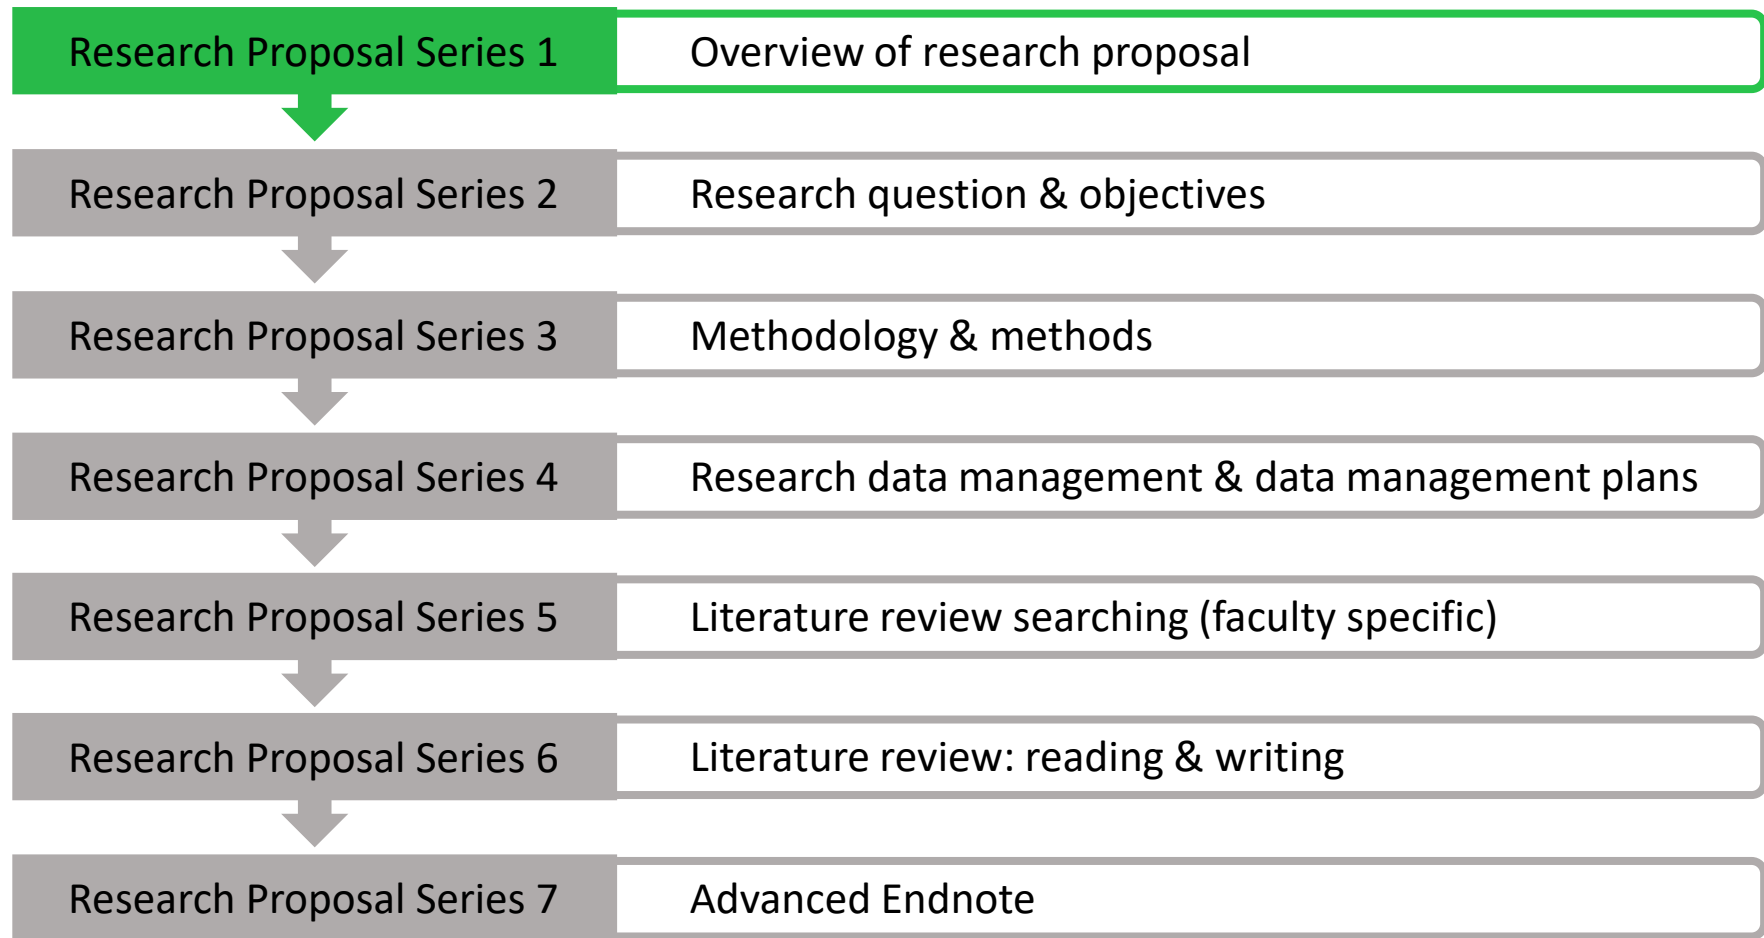 Research Proposal Series 1 Overview of research proposal
Research Proposal Series 2 Research question & objectives
Research Proposal Series 3 Methodology & methods
Research Proposal Series 4 Research data management & data management plans
Research Proposal Series 5 Literature review searching (faculty specific)
Research Proposal Series 6 Literature review: reading & writing
Research Proposal Series 7 Advanced Endnote